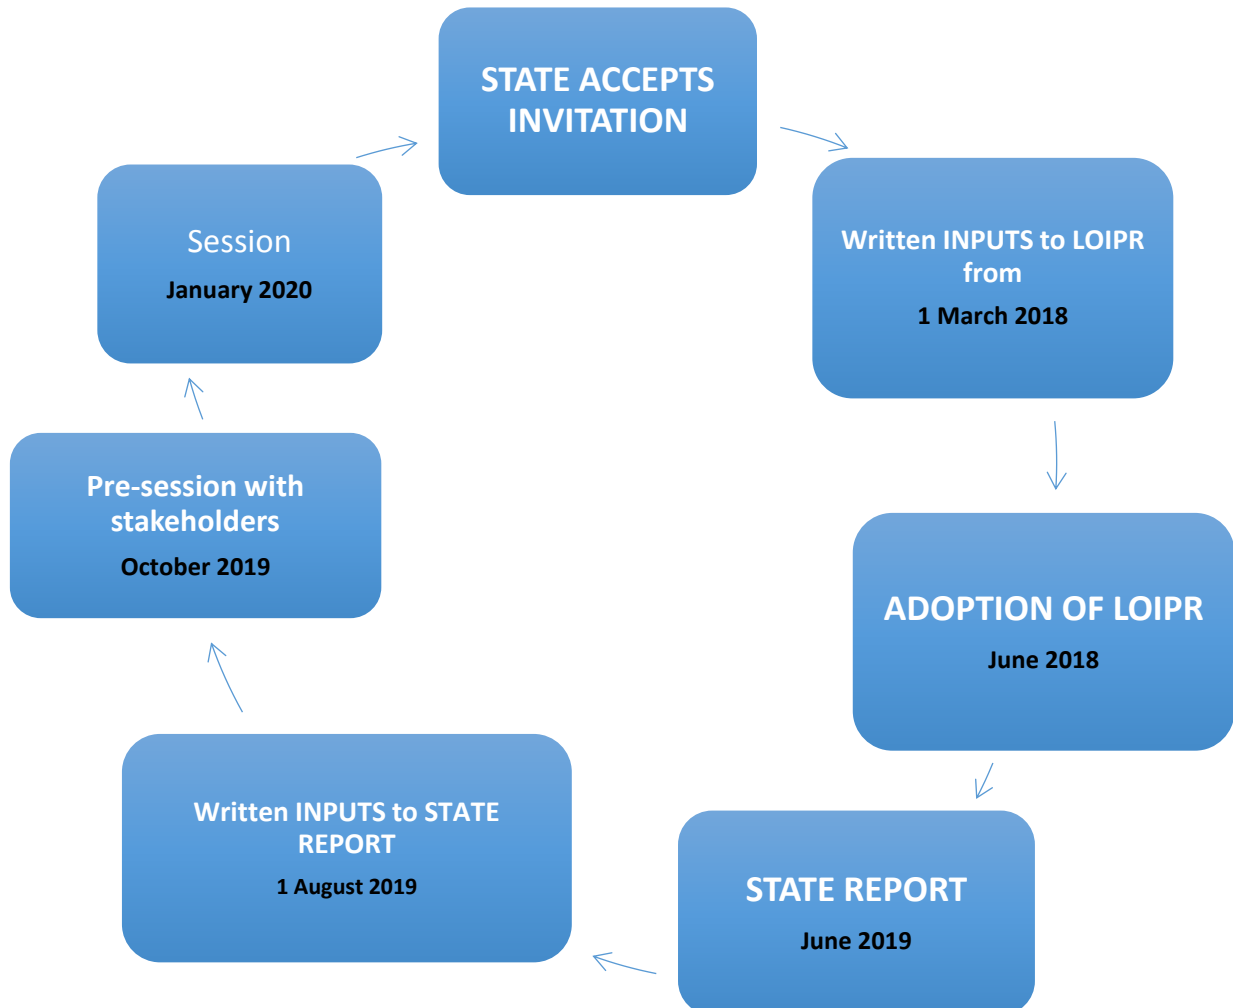 STATE ACCEPTS
INVITATION
Written INPUTS to LOIPR
from
1 March 2018
ADOPTION OF LOIPR
June 2018
STATE REPORT
June 2019
Written INPUTS to STATE
REPORT
1 August 2019
Pre-session with
stakeholders
October 2019
Session
January 2020